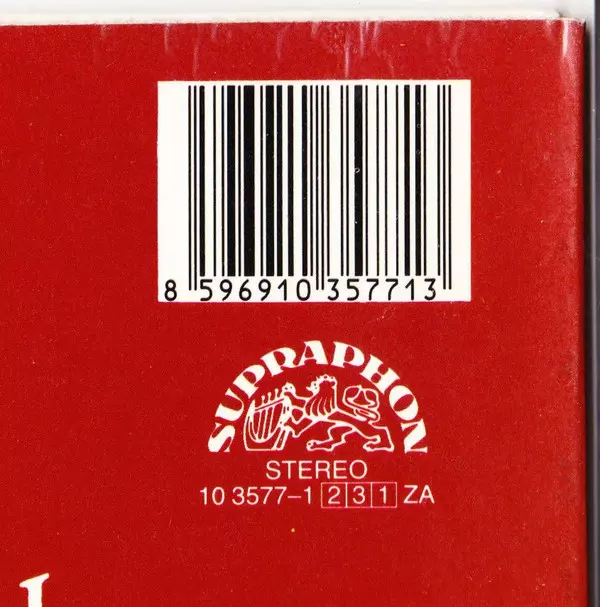 8 596910 357713
SUPRAPHON
STEREO
10 3577-1 2 3 1 ZA